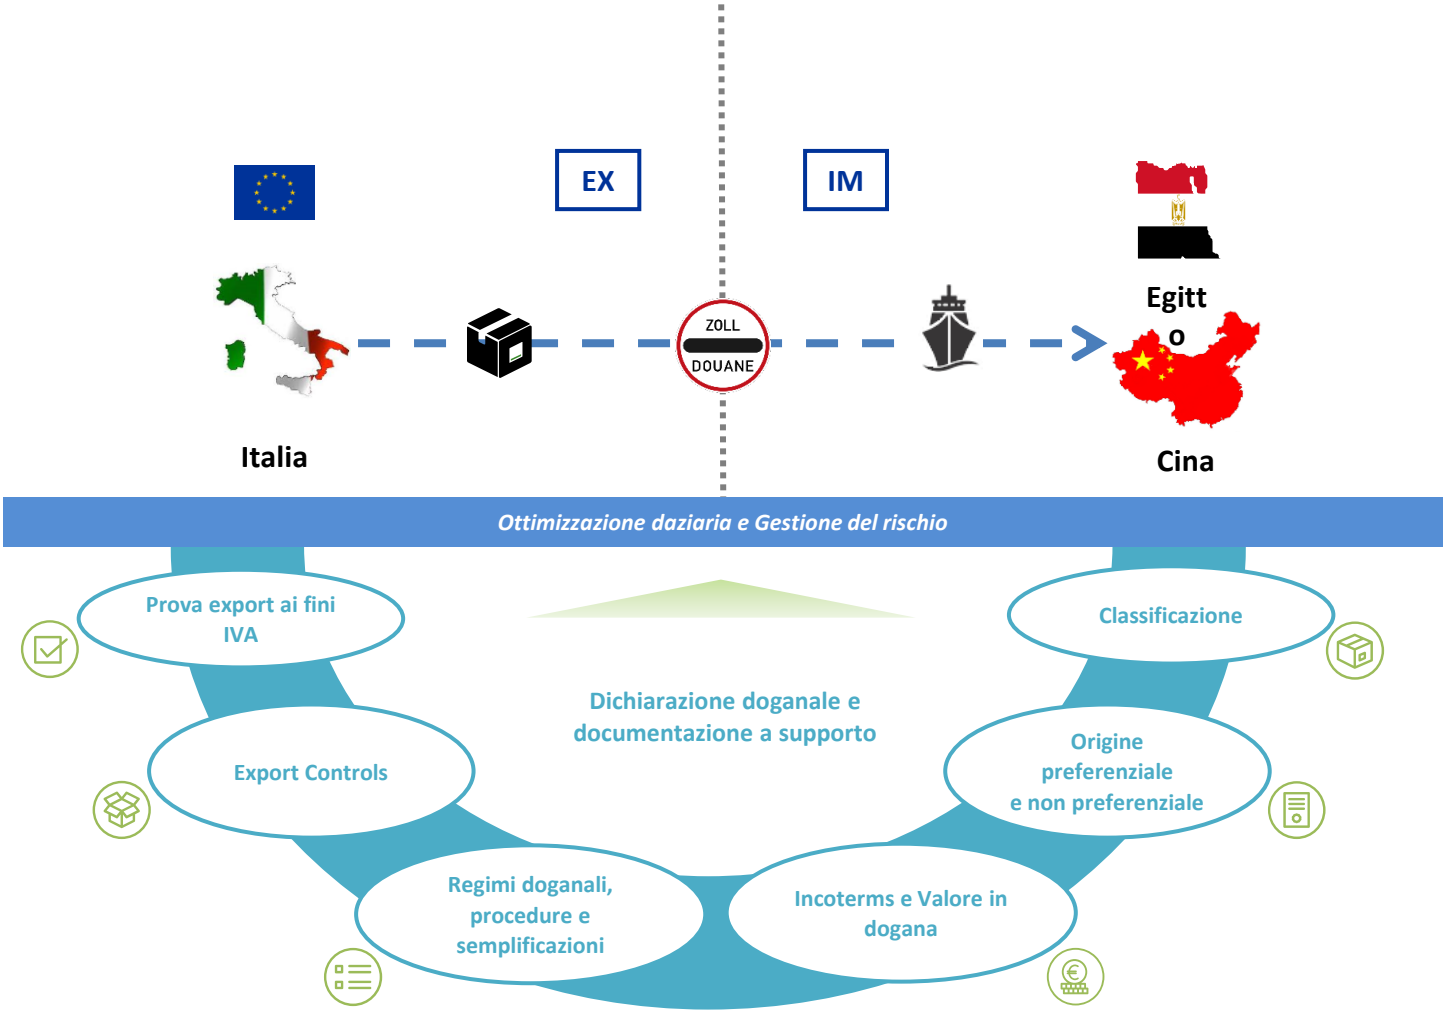 EX
IM
Egitt
o
ZOLL
DOUANE
Italia
Cina
Ottimizzazione daziaria e Gestione del rischio
Prova export ai fini
IVA
Classificazione
Dichiarazione doganale e
documentazione a supporto
Export Controls
Origine
preferenziale
e non preferenziale
Regimi doganali,
procedure e
semplificazioni
Incoterms e Valore in
dogana